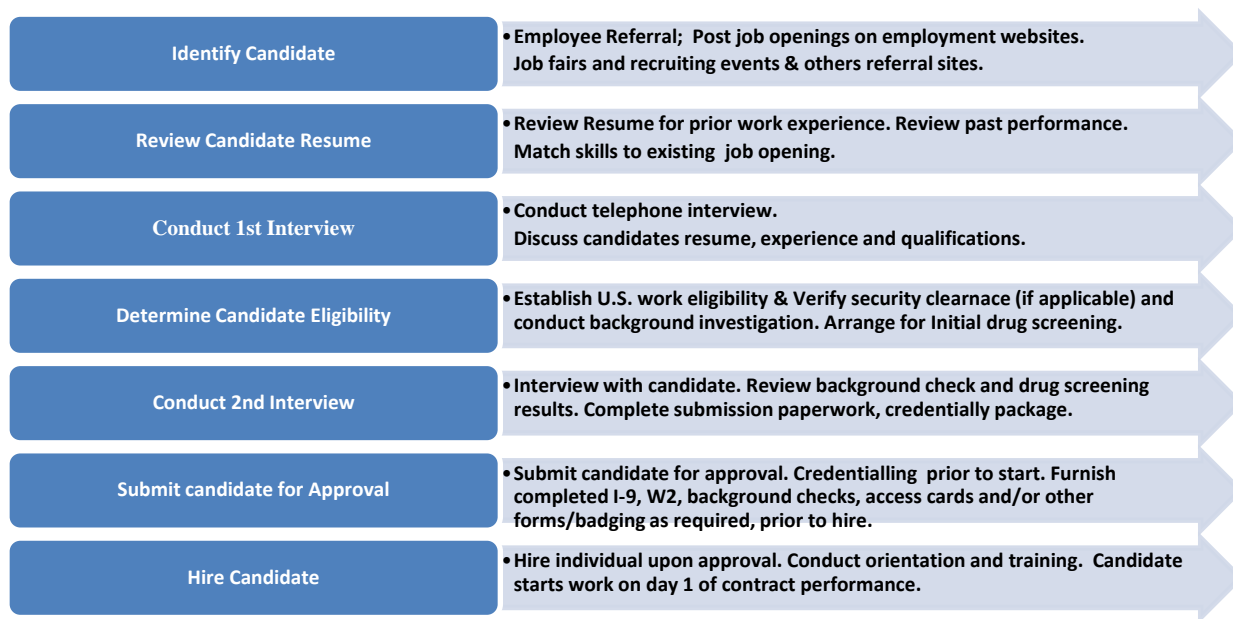 Identify Candidate
•Employee Referral;  Post job openings on employment websites.
Job fairs and recruiting events & others referral sites.
Review Candidate Resume
•Review Resume for prior work experience. Review past performance.
Match skills to existing  job opening.
Conduct 1st Interview
•Conduct telephone interview.
Discuss candidates resume, experience and qualifications.
Determine Candidate Eligibility
•Establish U.S. work eligibility & Verify security clearnace (if applicable) and
conduct background investigation. Arrange for Initial drug screening.
Conduct 2nd Interview
•Interview with candidate. Review background check and drug screening
results. Complete submission paperwork, credentially package.
Submit candidate for Approval
•Submit candidate for approval. Credentialling  prior to start. Furnish
completed I-9, W2, background checks, access cards and/or other
forms/badging as required, prior to hire.
Hire Candidate
•Hire individual upon approval. Conduct orientation and training.  Candidate
starts work on day 1 of contract performance.